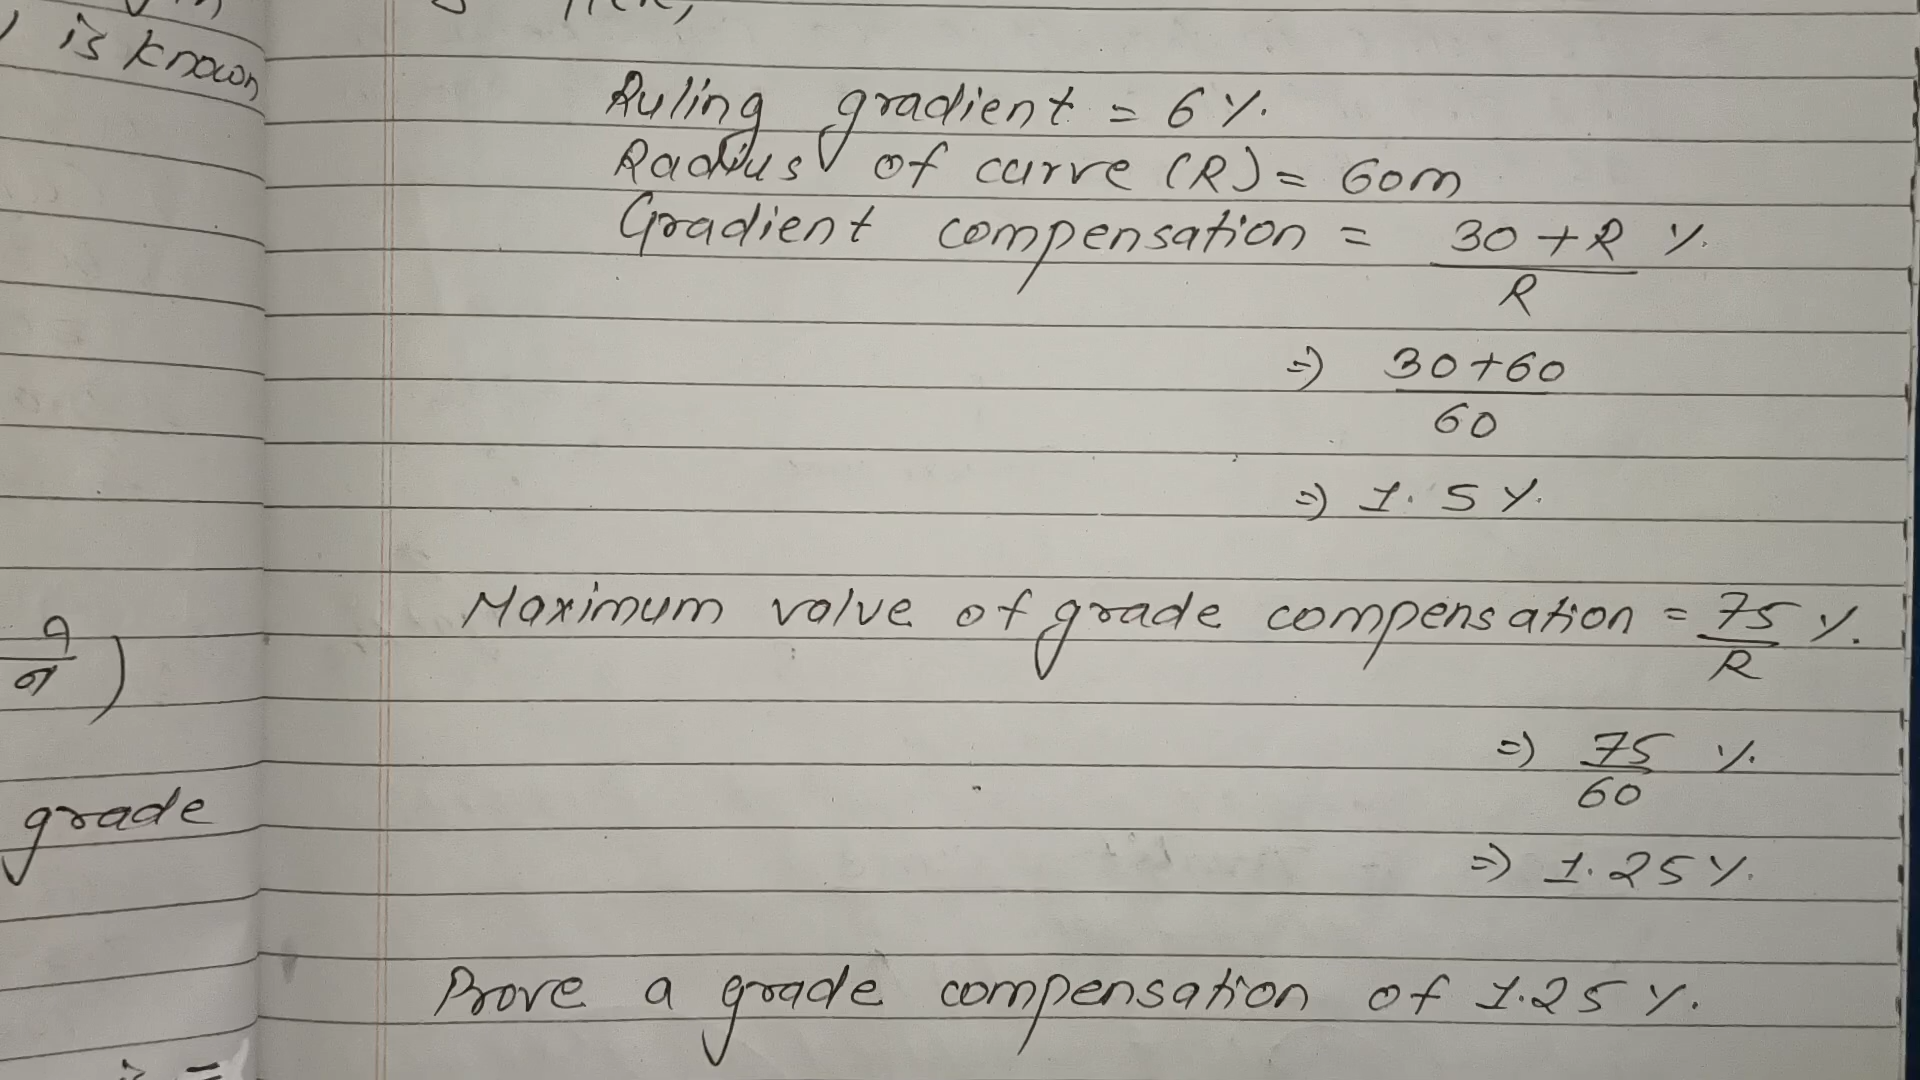 is known
Ruling gradient = 6 %.
Radius of curve (R) = 60m
Gradient compensation = 30 + R %.
R
=) 30+60
60
=) 1.5 %.
Maximum value of grade compensation = 75 %.
R
=) 75 %.
60
grade
=) 1.25 %.
Prove a grade compensation of 1.25 %.